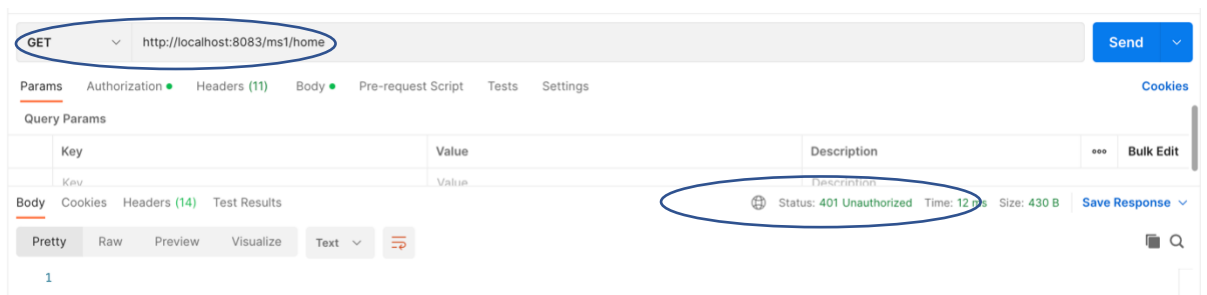 GET http://localhost:8083/ms1/home Send
Params Authorization Headers (11) Body Pre-request Script Tests Settings Cookies
Query Params
Key Value Description ooo Bulk Edit
Key Value Description
Body Cookies Headers (14) Test Results Status: 401 Unauthorized Time: 12 ms Size: 430 B Save Response
Pretty Raw Preview Visualize Text
1